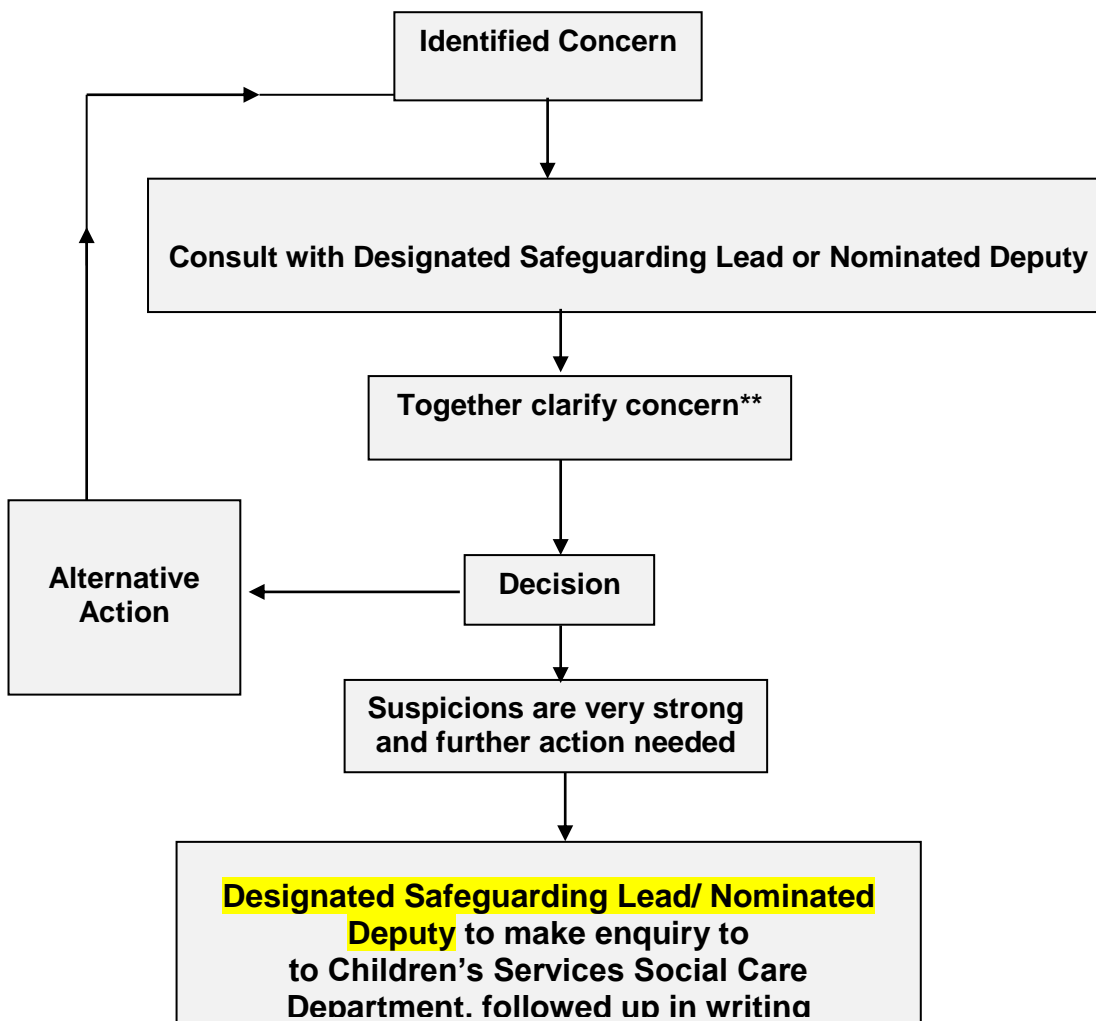 Identified Concern
Consult with Designated Safeguarding Lead or Nominated Deputy
Together clarify concern**
Alternative
Action
Decision
Suspicions are very strong
and further action needed
Designated Safeguarding Lead/ Nominated
Deputy to make enquiry to
to Children's Services Social Care
Department, followed up in writing